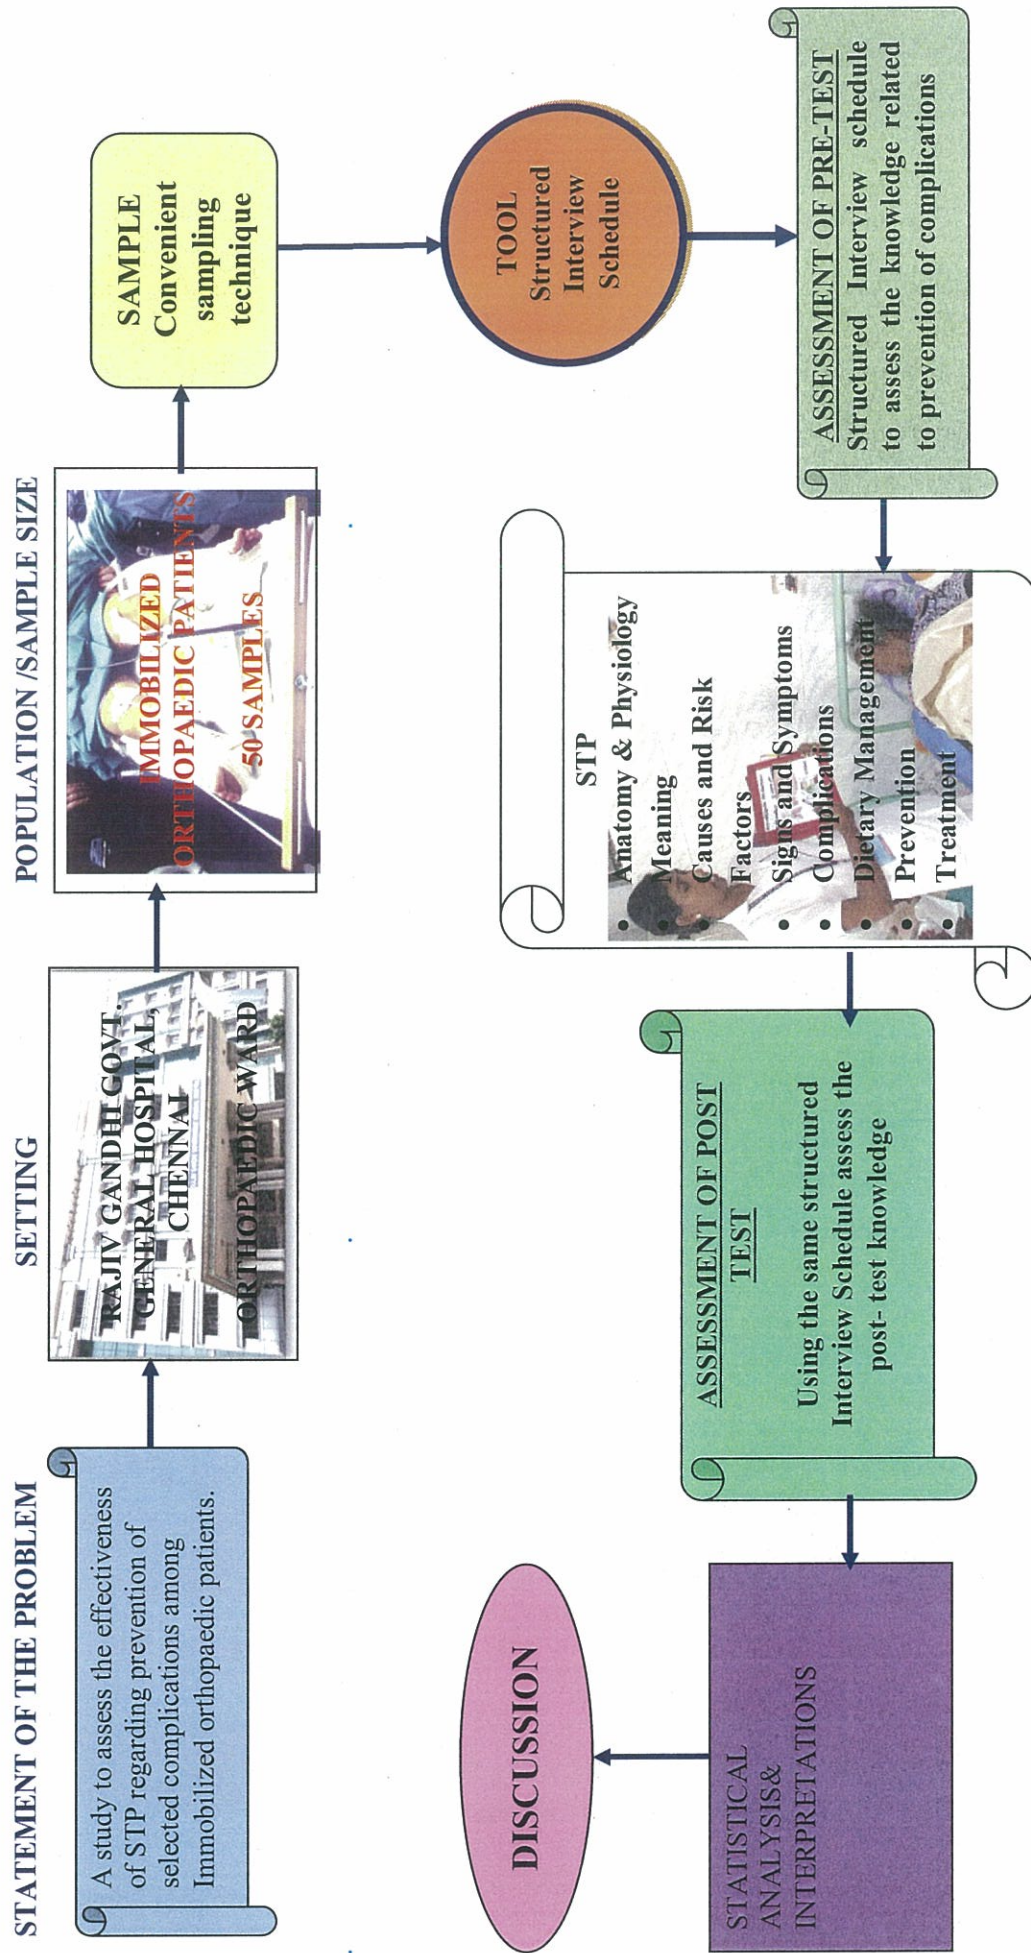 STATEMENT OF THE PROBLEM
A study to assess the effectiveness
of STP regarding prevention of
selected complications among
Immobilized orthopaedic patients.
SETTING
RAJIV GANDHI GOVT.
GENERAL HOSPITAL,
CHENNAI
ORTHOPAEDIC WARD
POPULATION /SAMPLE SIZE
IMMOBILIZED
ORTHOPAEDIC PATIENTS
50 SAMPLES
SAMPLE
Convenient
sampling
technique
TOOL
Structured
Interview
Schedule
ASSESSMENT OF PRE-TEST
Structured Interview schedule
to assess the knowledge related
to prevention of complications
STP
• Anatomy & Physiology
• Meaning
• Causes and Risk
Factors
• Signs and Symptoms
• Complications
• Dietary Management
• Prevention
• Treatment
ASSESSMENT OF POST
TEST
Using the same structured
Interview Schedule assess the
post- test knowledge
STATISTICAL
ANALYSIS&
INTERPRETATIONS
DISCUSSION